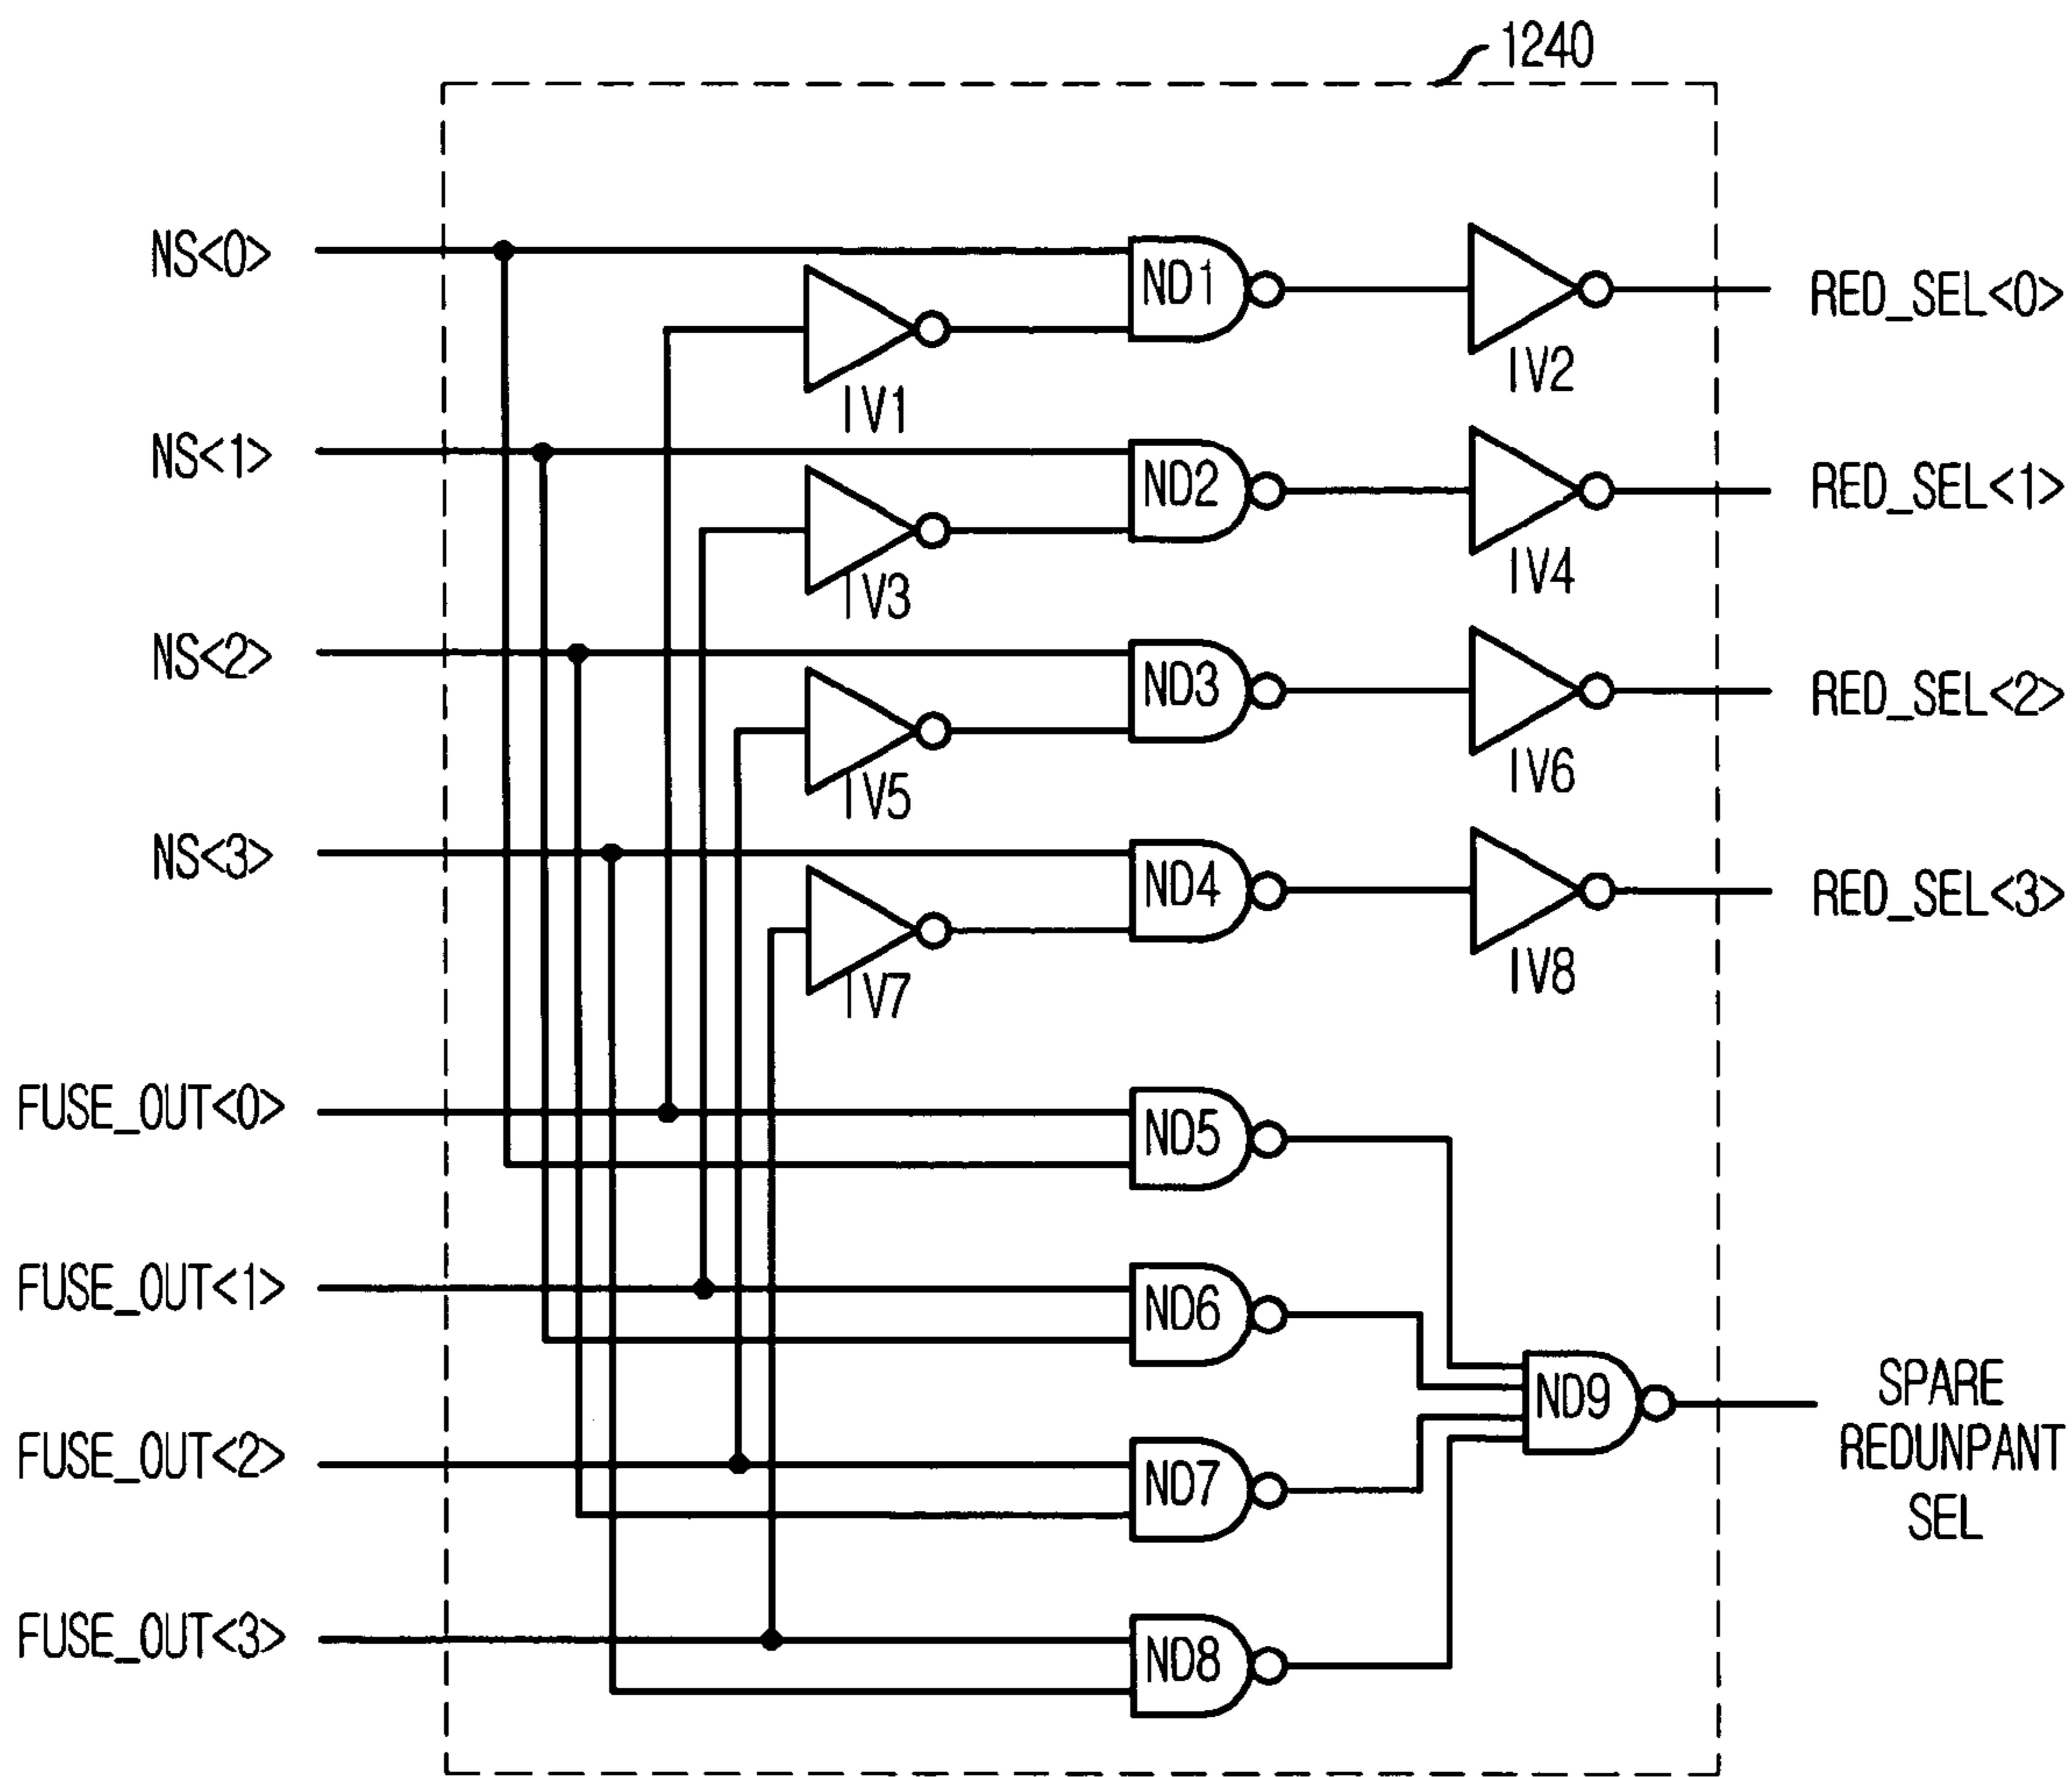 1240
NS<0>
ND1
RED_SEL<0>
IV1
IV2
NS<1>
ND2
RED_SEL<1>
IV3
IV4
NS<2>
ND3
RED_SEL<2>
IV5
IV6
NS<3>
ND4
RED_SEL<3>
IV7
IV8
FUSE_OUT<0>
ND5
FUSE_OUT<1>
ND6
ND9
SPARE
REDUNPANT
SEL
FUSE_OUT<2>
ND7
FUSE_OUT<3>
ND8